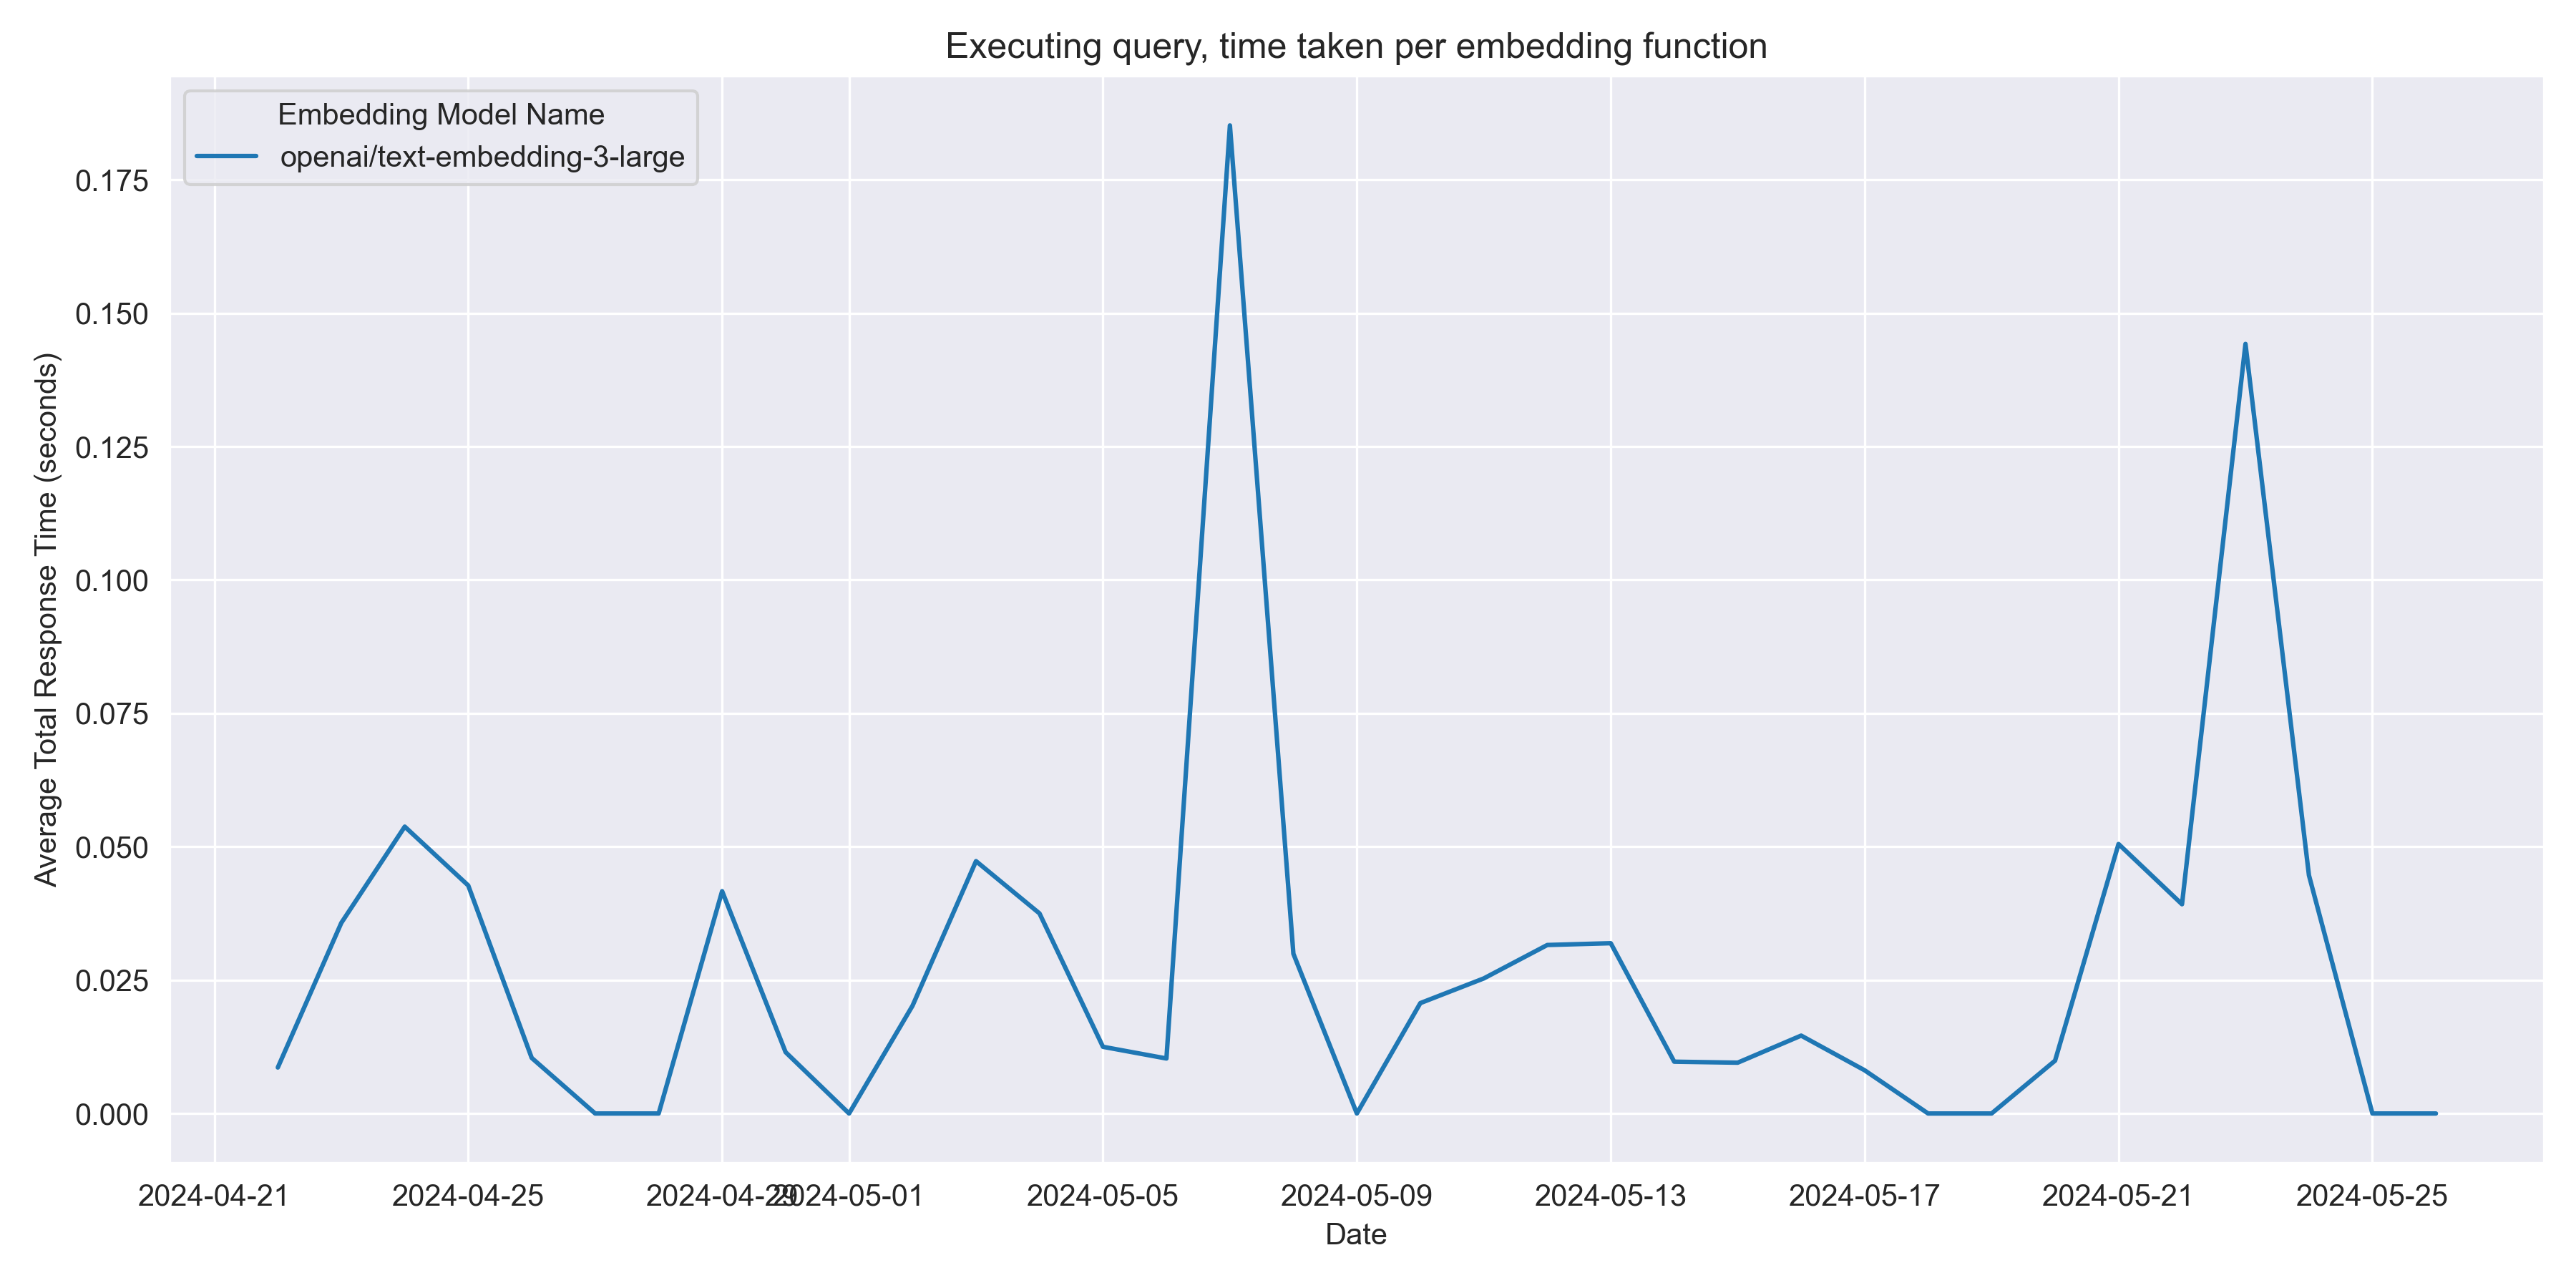 Executing query, time taken per embedding function
Embedding Model Name
openai/text-embedding-3-large
Average Total Response Time (seconds)
0.175
0.150
0.125
0.100
0.075
0.050
0.025
0.000
2024-04-21 2024-04-25 2024-04-29 2024-05-01 2024-05-05 2024-05-09 2024-05-13 2024-05-17 2024-05-21 2024-05-25
Date